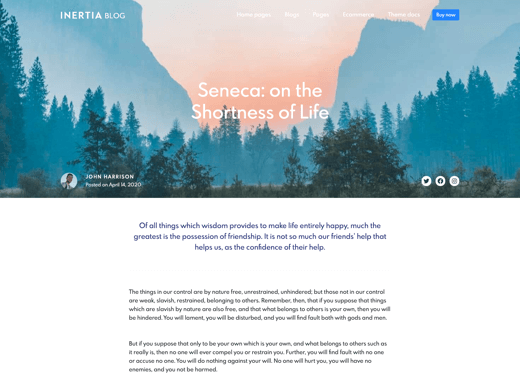 INERTIA BLOG
Home pages Blogs Pages Ecommerce Theme docs Buy now
Seneca: on the
Shortness of Life
JOHN HARRISON
Posted on April 14, 2020
Of all things which wisdom provides to make life entirely happy, much the
greatest is the possession of friendship. It is not so much our friends' help that
helps us, as the confidence of their help.
The things in our control are by nature free, unrestrained, unhindered; but those not in our control
are weak, slavish, restrained, belonging to others. Remember, then, that if you suppose that things
which are slavish by nature are also free, and that what belongs to others is your own, then you will
be hindered. You will lament, you will be disturbed, and you will find fault both with gods and men.
But if you suppose that only to be your own which is your own, and what belongs to others such as
it really is, then no one will ever compel you or restrain you. Further, you will find fault with no one
or accuse no one. You will do nothing against your will. No one will hurt you, you will have no
enemies, and you not be harmed.